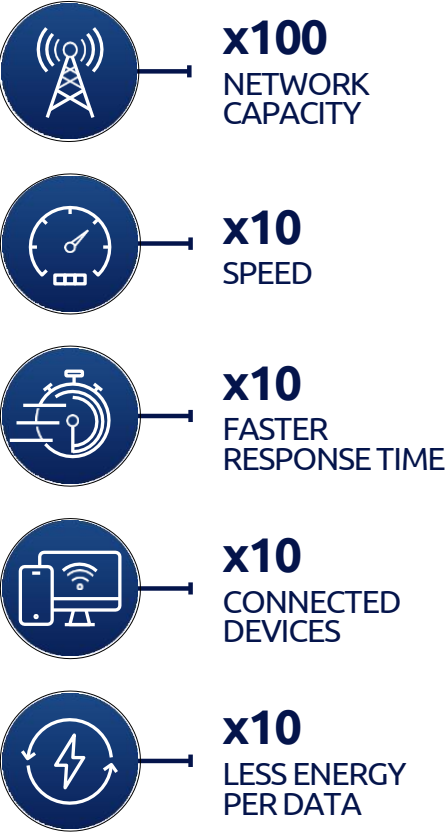 x100
NETWORK
CAPACITY
x10
SPEED
x10
FASTER
RESPONSE TIME
x10
CONNECTED
DEVICES
x10
LESS ENERGY
PER DATA